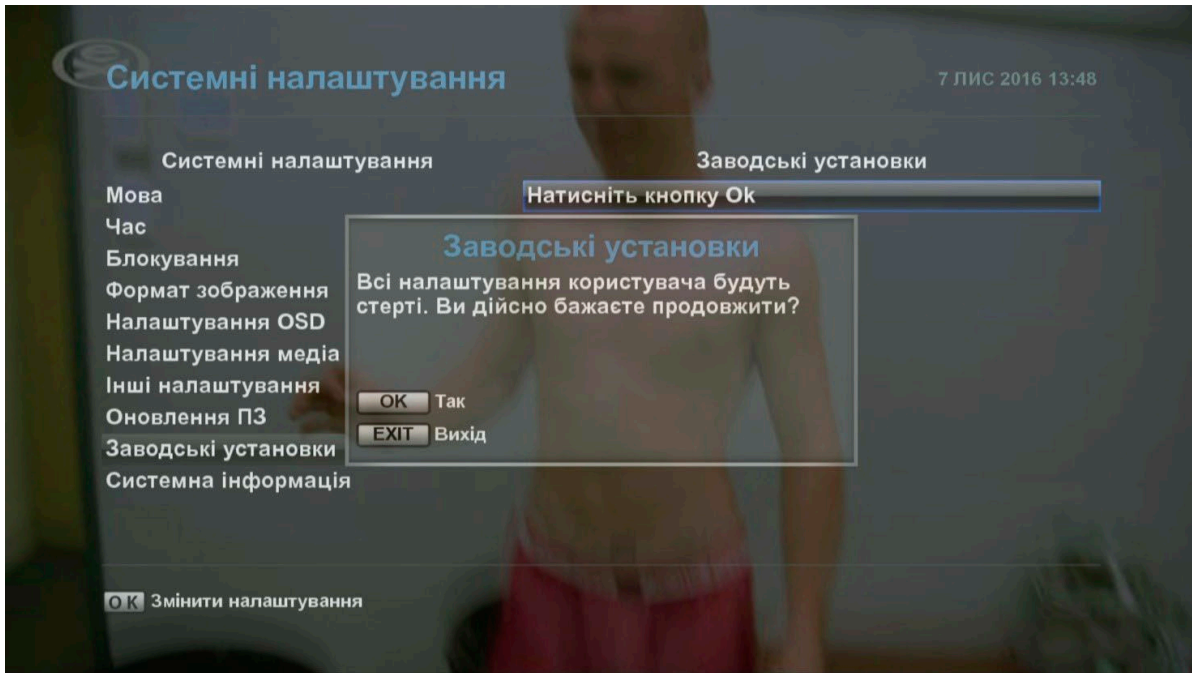 Системні налаштування
7 ЛИС 2016 13:48
Системні налаштування
Заводські установки
Мова
Натисніть кнопку Ok
Час
Блокування
Формат зображення
Налаштування OSD
Налаштування медіа
Інші налаштування
Оновлення ПЗ
Заводські установки
Системна інформація
Заводські установки
Всі налаштування користувача будуть
стерті. Ви дійсно бажаєте продовжити?
OK Так
EXIT Вихід
OK Змінити налаштування